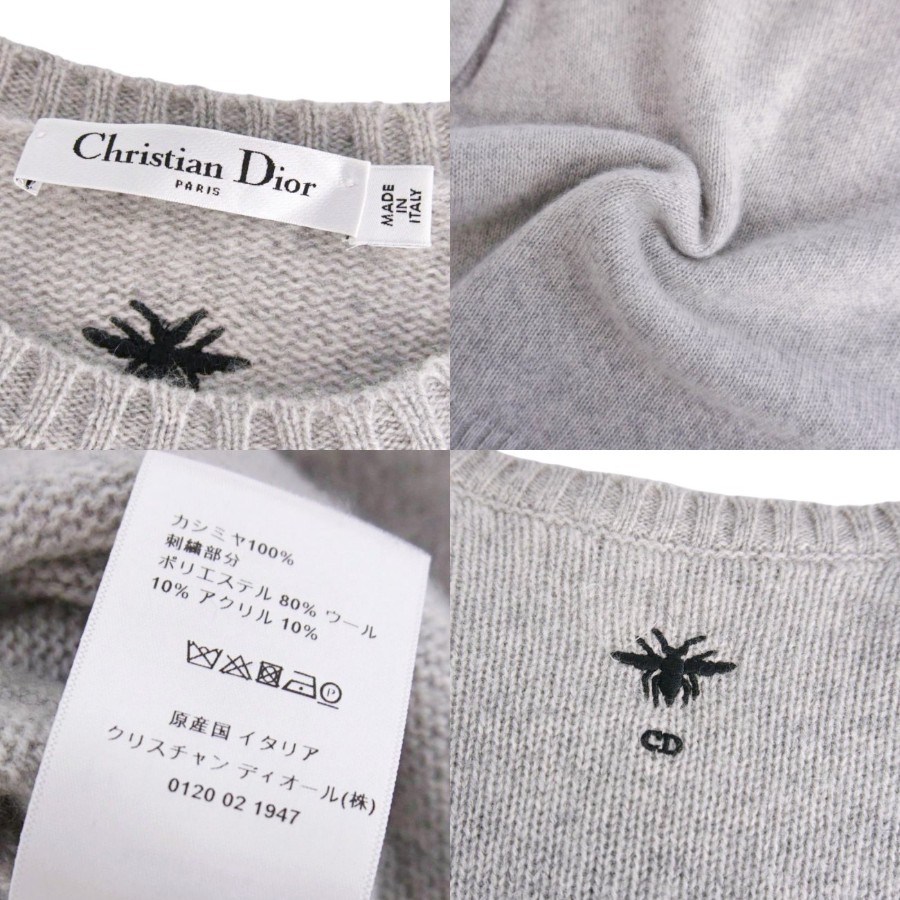 Christian Dior
PARIS
MADE
IN
ITALY
カシミヤ100%
刺繍部分
ポリエステル 80% ウール
10% アクリル 10%
P
原産国 イタリア
クリスチャン ディオール(株)
0120 02 1947
CD